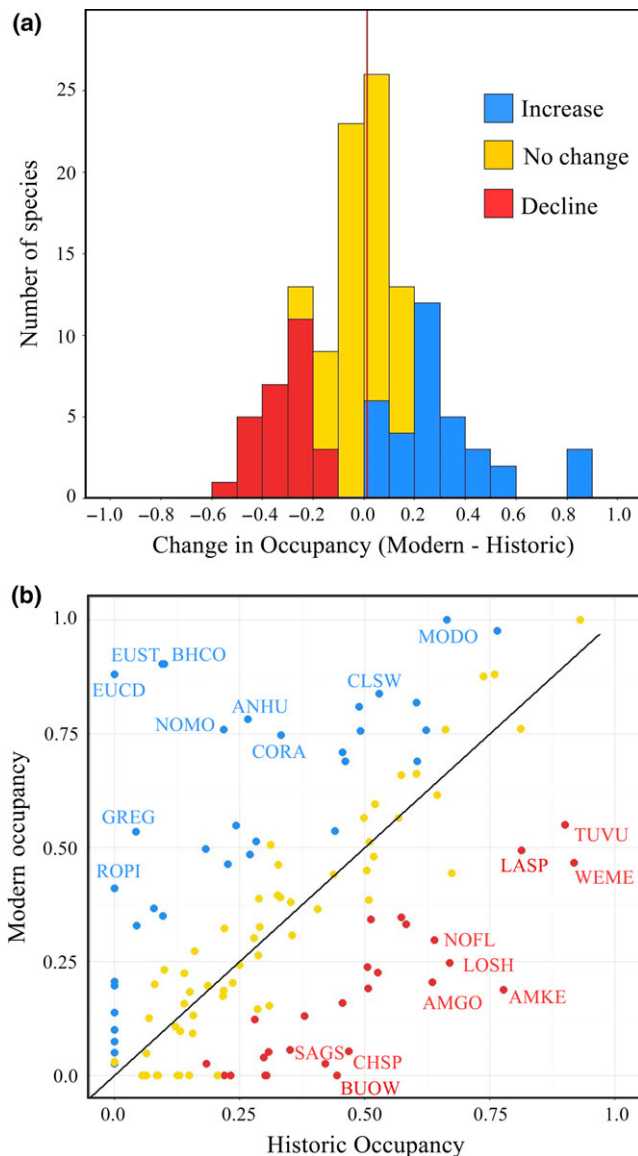 (a)
25
20
15
10
5
0
Number of species
Increase
No change
Decline
−1.0 −0.8 −0.6 −0.4 −0.2 0.0 0.2 0.4 0.6 0.8 1.0
Change in Occupancy (Modern - Historic)
(b)
1.0
0.75
0.50
0.25
0.0
Modern occupancy
MODO
EUST BHCO
EUCD
CLSW
ANHU
NOMO
CORA
GREG
TUVU
LASP
WEME
ROPI
NOFL
LOSH
AMGO AMKE
SAGS
CHSP
BUOW
0.0 0.25 0.50 0.75 1.0
Historic Occupancy